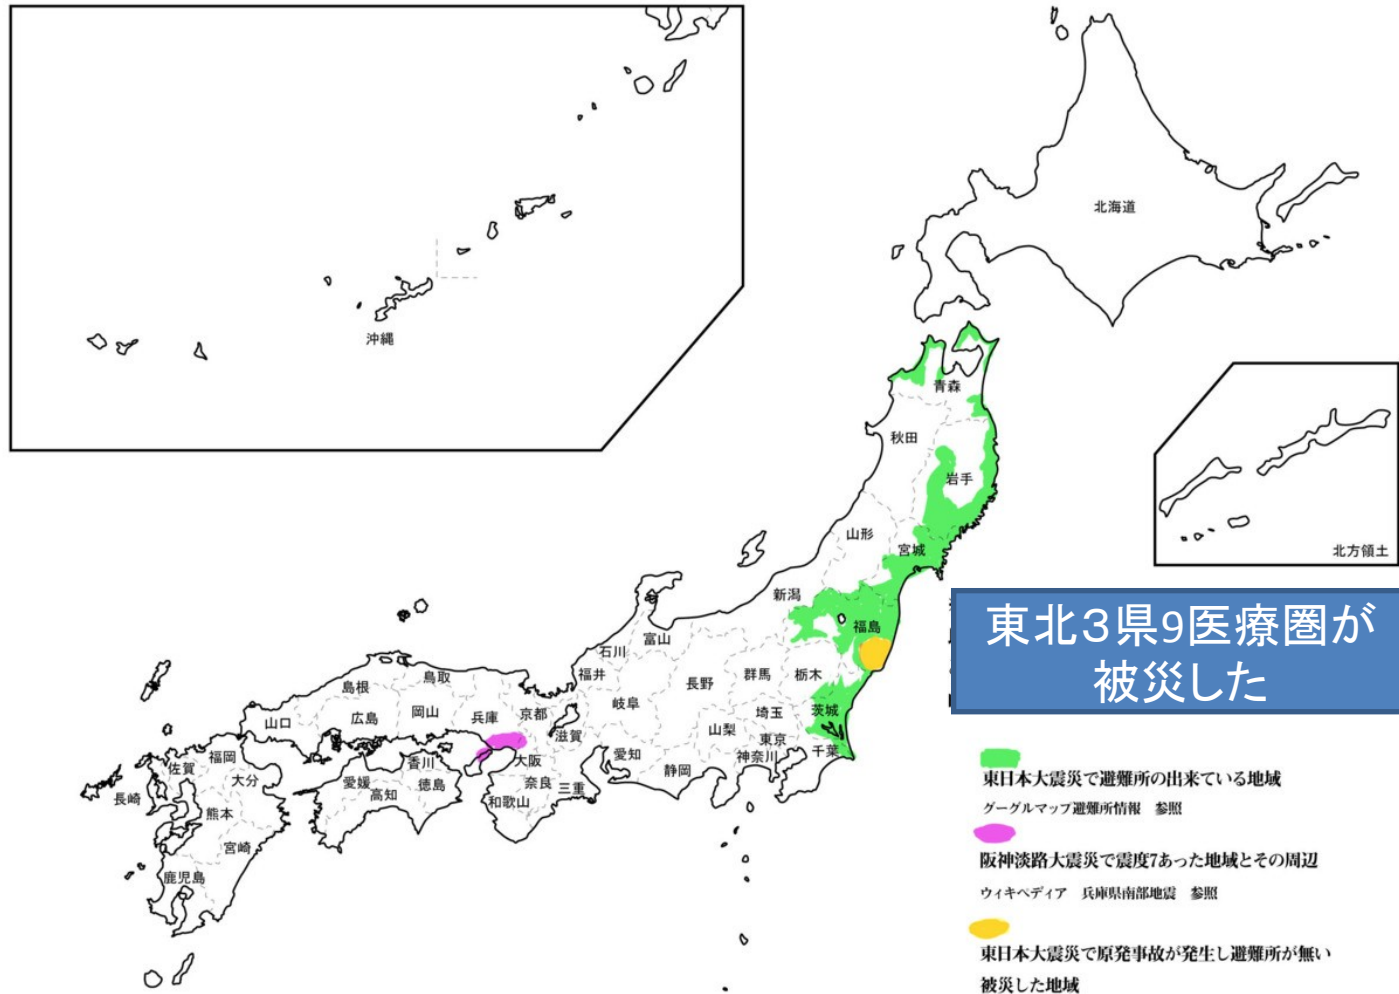 北海道
沖縄
青森
秋田
岩手
山形
宮城
北方領土
新潟
福島
東北３県9医療圏が
被災した
富山
石川
福井
群馬
栃木
長野
鳥取
島根
岐阜
茨城
埼玉
岡山
広島
兵庫
京都
山口
滋賀
山梨
東京
千葉
神奈川
愛知
静岡
大阪
香川
福岡
佐賀
大分
愛媛
高知
徳島
奈良
三重
和歌山
長崎
熊本
宮崎
鹿児島
東日本大震災で避難所の出来ている地域
グーグルマップ避難所情報　参照
阪神淡路大震災で震度7あった地域とその周辺
ウィキペディア　兵庫県南部地震　参照
東日本大震災で原発事故が発生し避難所が無い
被災した地域